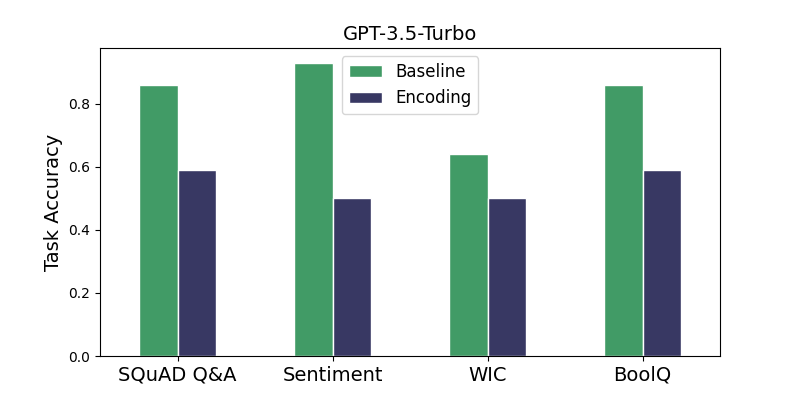 GPT-3.5-Turbo
Baseline
Encoding
Task Accuracy
0.8
0.6
0.4
0.2
0.0
SQuAD Q&A Sentiment WIC BoolQ